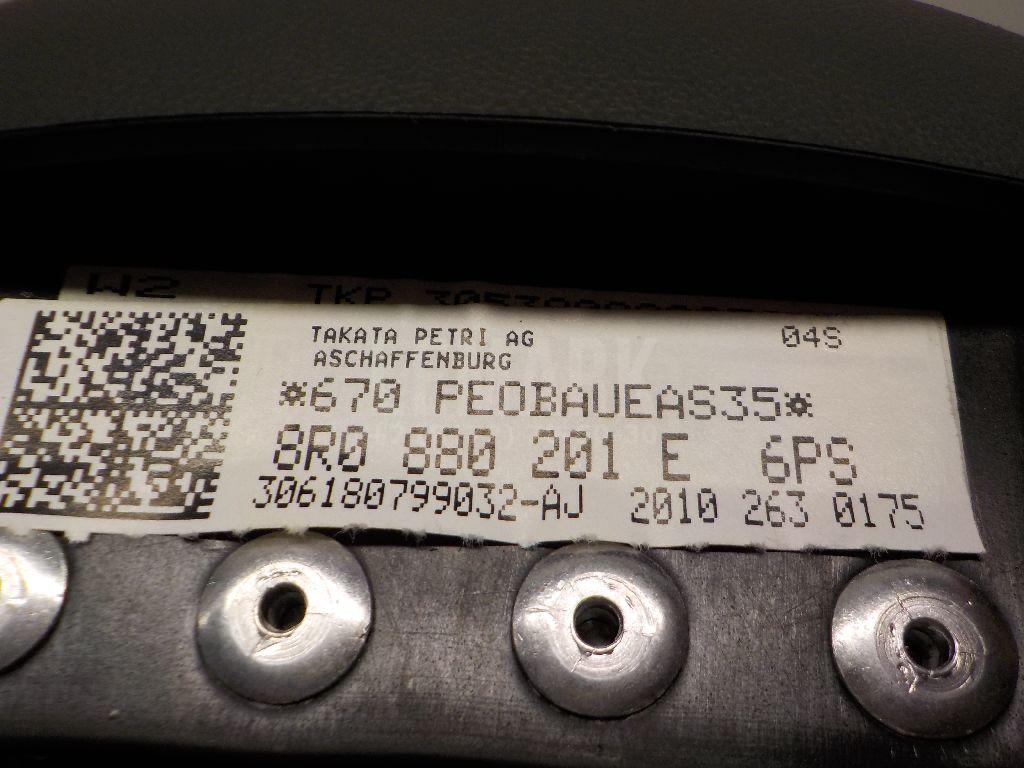 W2
TAKATA PETRI AG 04S
ASCHAFFENBURG
*670 PEOBAUEAS35*
8R0 880 201 E 6PS
306180799032-AJ 2010 263 0175